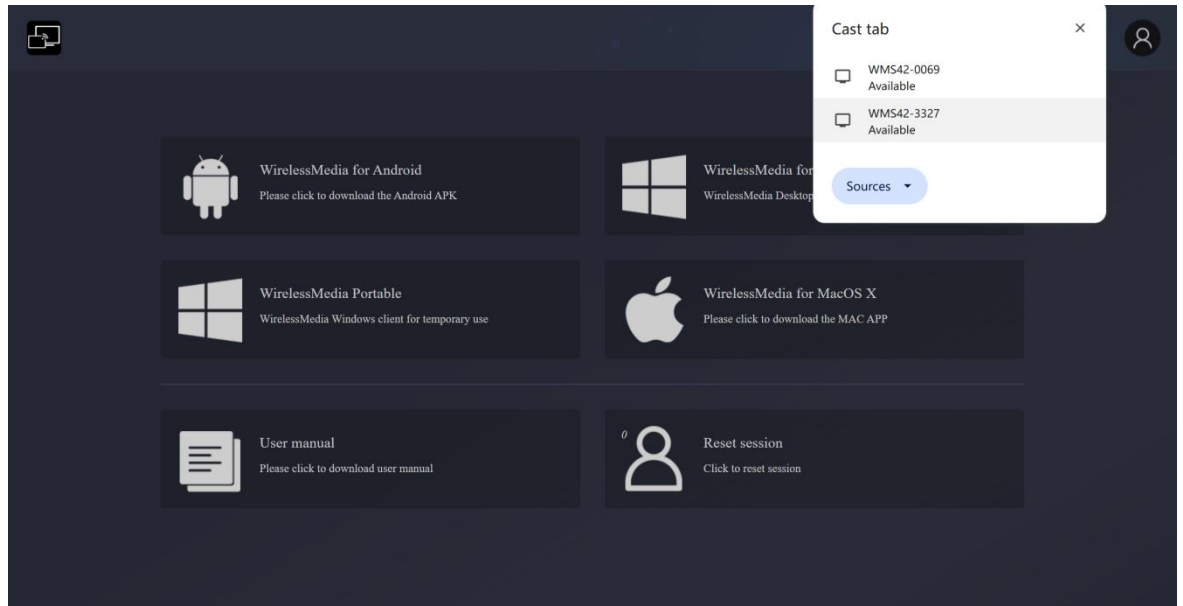 Cast tab
WMS42-0069
Available
WMS42-3327
Available
Sources
WirelessMedia for Android
Please click to download the Android APK
WirelessMedia for
WirelessMedia Desktop
WirelessMedia Portable
WirelessMedia Windows client for temporary use
WirelessMedia for MacOS X
Please click to download the MAC APP
User manual
Please click to download user manual
0
Reset session
Click to reset session